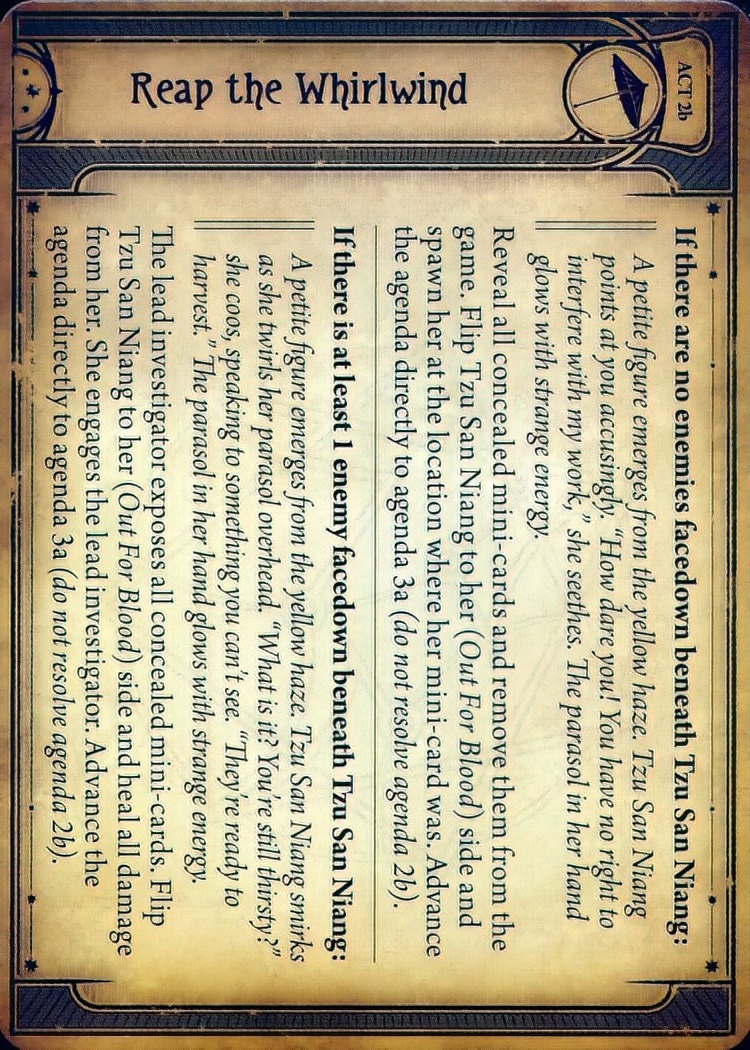 ACT 2b
Reap the Whirlwind
If there are no enemies facedown beneath Tzu San Niang:
A petite figure emerges from the yellow haze. Tzu San Niang
points at you accusingly. “How dare you! You have no right to
interfere with my work,” she seethes. The parasol in her hand
glows with strange energy.
Reveal all concealed mini-cards and remove them from the
game. Flip Tzu San Niang to her (Out For Blood) side and
spawn her at the location where her mini-card was. Advance
the agenda directly to agenda 3a (do not resolve agenda 2b).
If there is at least 1 enemy facedown beneath Tzu San Niang:
A petite figure emerges from the yellow haze. Tzu San Niang smirks
as she twirls her parasol overhead. “What is it? You’re still thirsty?”
she coos, speaking to something you can’t see. “They’re ready to
harvest.” The parasol in her hand glows with strange energy.
The lead investigator exposes all concealed mini-cards. Flip
Tzu San Niang to her (Out For Blood) side and heal all damage
from her. She engages the lead investigator. Advance the
agenda directly to agenda 3a (do not resolve agenda 2b).